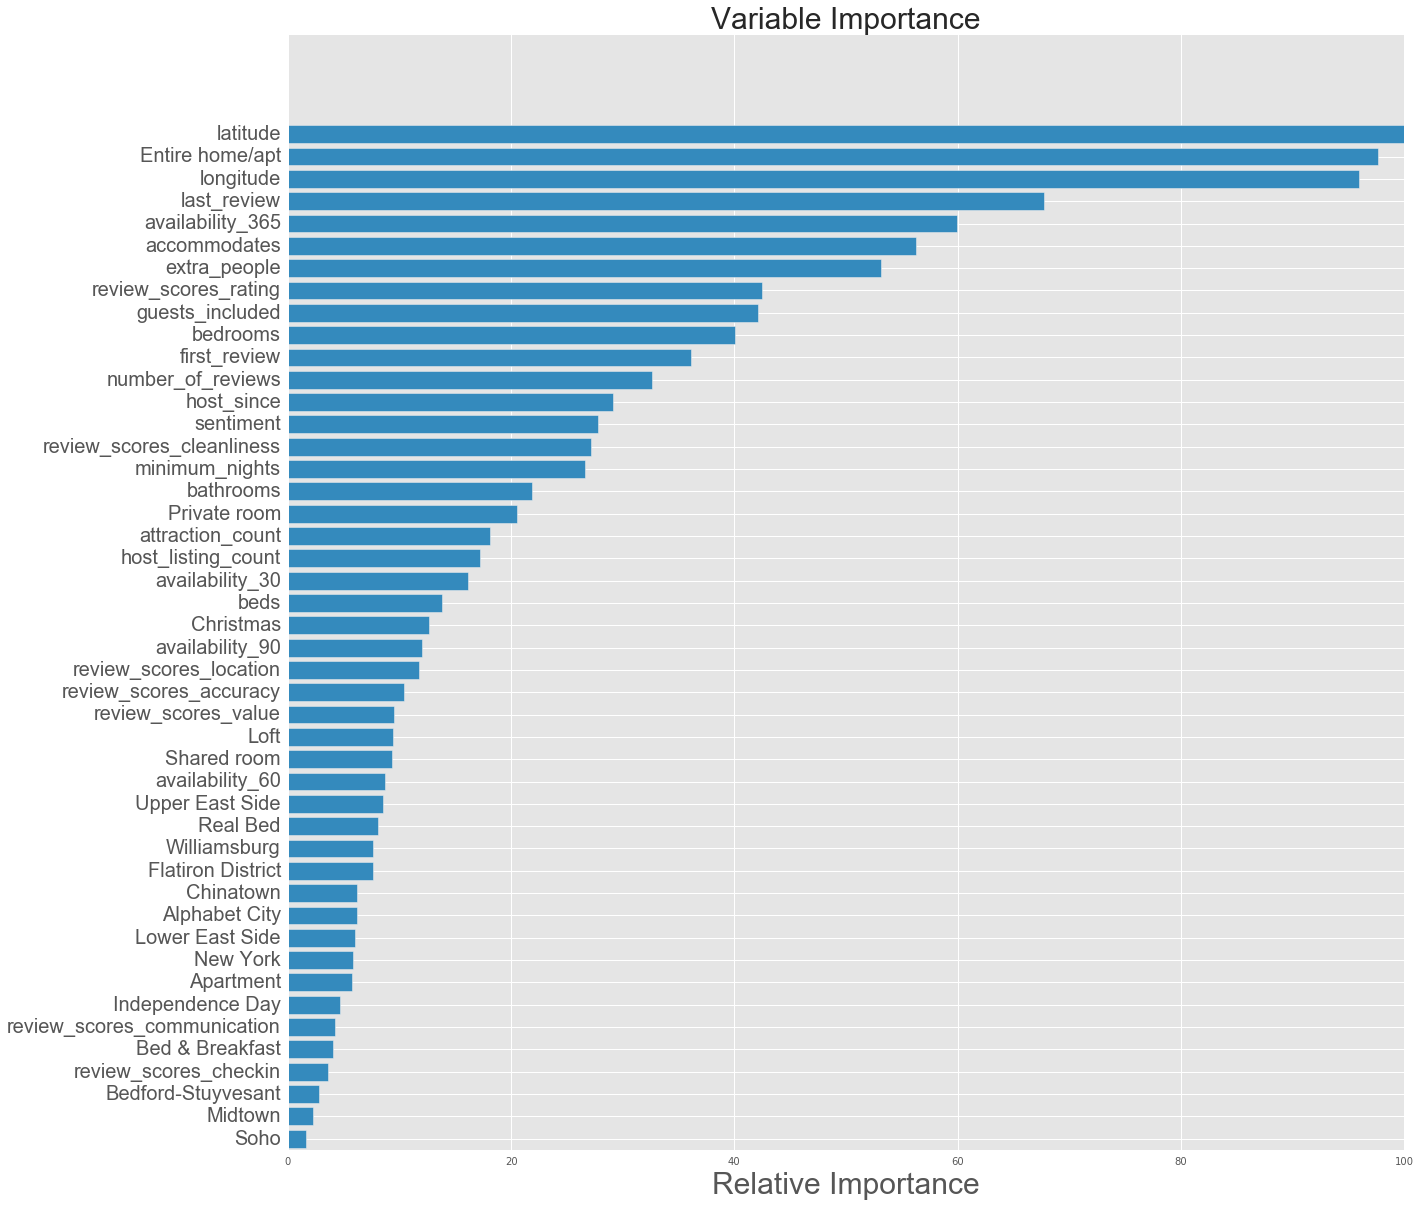 Variable Importance
latitude
Entire home/apt
longitude
last_review
availability_365
accommodates
extra_people
review_scores_rating
guests_included
bedrooms
first_review
number_of_reviews
host_since
sentiment
review_scores_cleanliness
minimum_nights
bathrooms
Private room
attraction_count
host_listing_count
availability_30
beds
Christmas
availability_90
review_scores_location
review_scores_accuracy
review_scores_value
Loft
Shared room
availability_60
Upper East Side
Real Bed
Williamsburg
Flatiron District
Chinatown
Alphabet City
Lower East Side
New York
Apartment
Independence Day
review_scores_communication
Bed & Breakfast
review_scores_checkin
Bedford-Stuyvesant
Midtown
Soho
0 20 40 60 80 100
Relative Importance